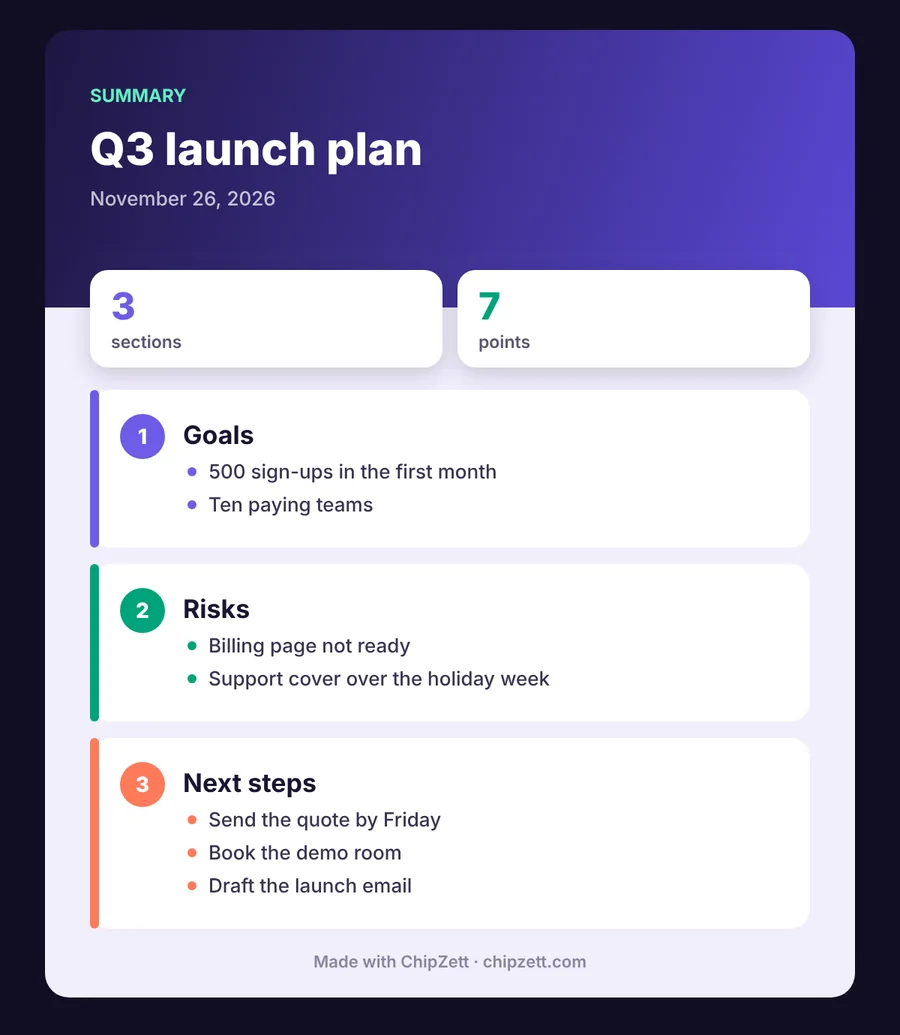 SUMMARY
Q3 launch plan
November 26, 2026
3
sections
7
points
1
Goals
500 sign-ups in the first month
Ten paying teams
2
Risks
Billing page not ready
Support cover over the holiday week
3
Next steps
Send the quote by Friday
Book the demo room
Draft the launch email
Made with ChipZett · chipzett.com